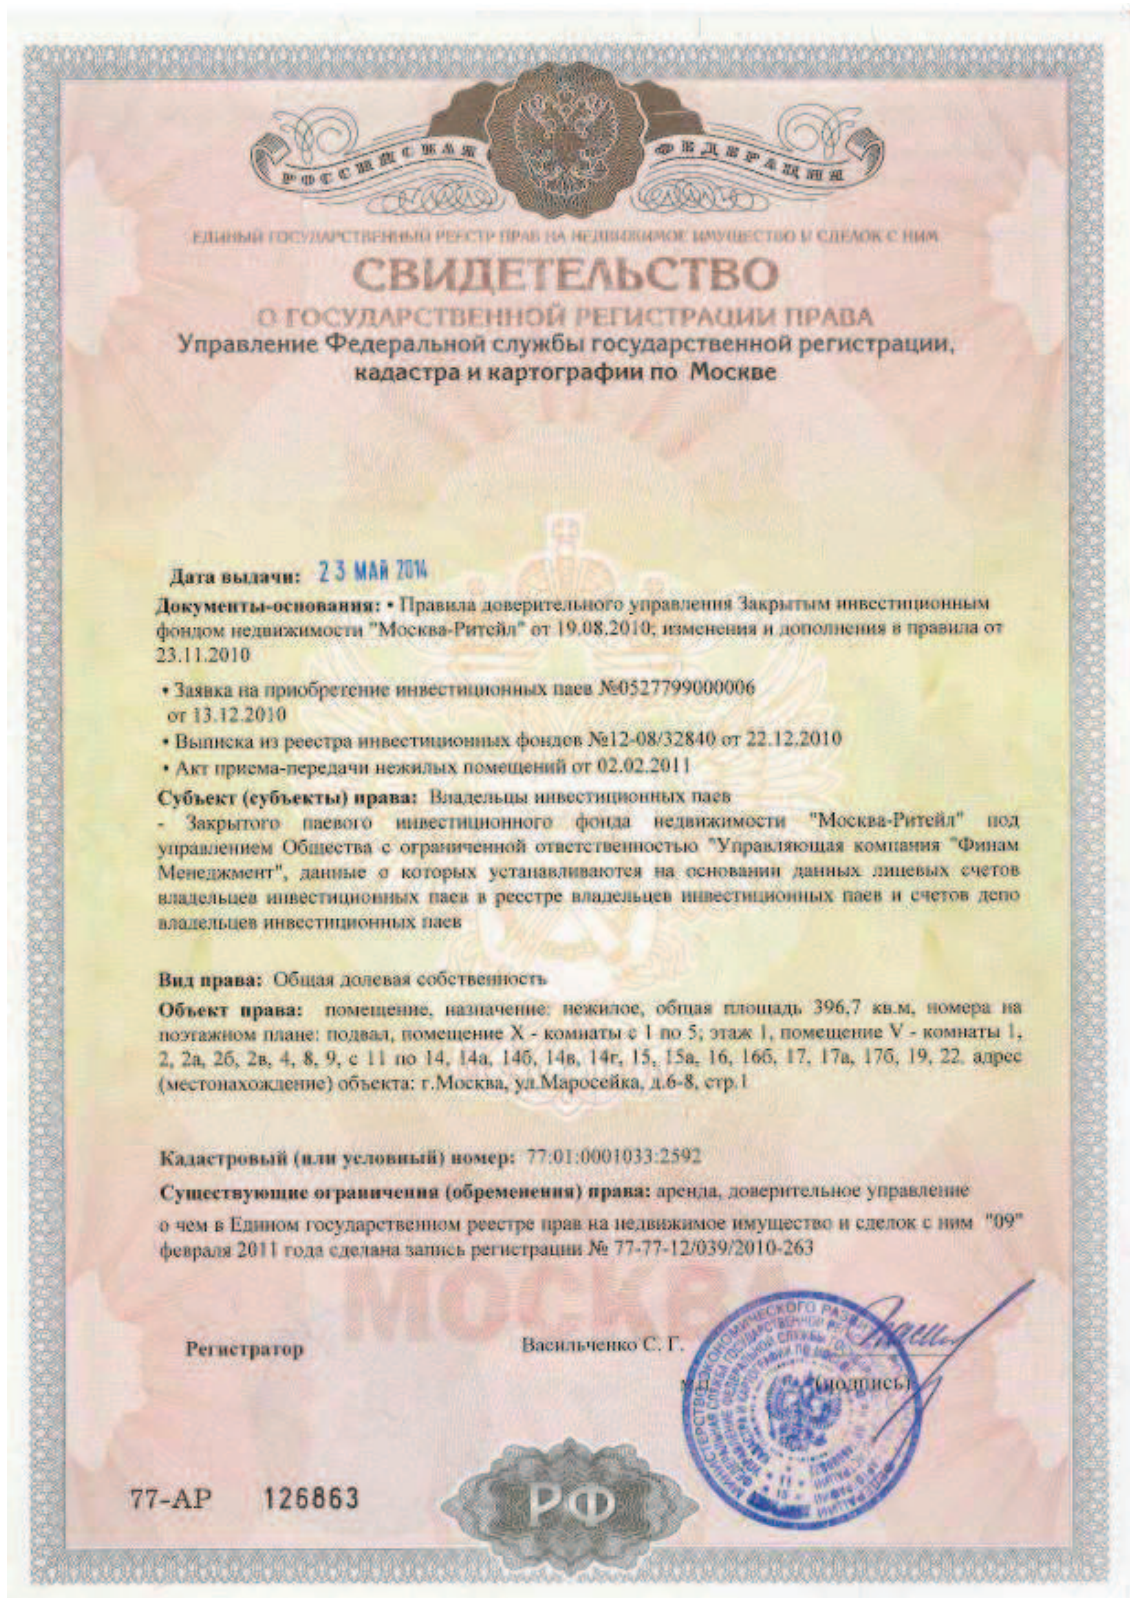 РОССИЙСКАЯ ФЕДЕРАЦИЯ
ЕДИНЫЙ ГОСУДАРСТВЕННЫЙ РЕЕСТР ПРАВ НА НЕДВИЖИМОЕ ИМУЩЕСТВО И СДЕЛОК С НИМ
СВИДЕТЕЛЬСТВО
О ГОСУДАРСТВЕННОЙ РЕГИСТРАЦИИ ПРАВА
Управление Федеральной службы государственной регистрации,
кадастра и картографии по Москве
Дата выдачи: 23 МАЙ 2014
Документы-основания: • Правила доверительного управления Закрытым инвестиционным
фондом недвижимости "Москва-Ритейл" от 19.08.2010; изменения и дополнения в правила от
23.11.2010
• Заявка на приобретение инвестиционных паев №0527799000006
от 13.12.2010
• Выписка из реестра инвестиционных фондов №12-08/32840 от 22.12.2010
• Акт приема-передачи нежилых помещений от 02.02.2011
Субъект (субъекты) права: Владельцы инвестиционных паев
- Закрытого паевого инвестиционного фонда недвижимости "Москва-Ритейл" под
управлением Общества с ограниченной ответственностью "Управляющая компания "Финам
Менеджмент", данные о которых устанавливаются на основании данных лицевых счетов
владельцев инвестиционных паев в реестре владельцев инвестиционных паев и счетов депо
владельцев инвестиционных паев
Вид права: Общая долевая собственность
Объект права: помещение, назначение: нежилое, общая площадь 396,7 кв.м, номера на
поэтажном плане: подвал, помещение X - комнаты с 1 по 5; этаж 1, помещение V - комнаты 1,
2, 2а, 2б, 2в, 4, 8, 9, с 11 по 14, 14а, 14б, 14в, 14г, 15, 15а, 16, 16б, 17, 17а, 17б, 19, 22, адрес
(местонахождение) объекта: г.Москва, ул.Маросейка, д.6-8, стр.1
Кадастровый (или условный) номер: 77:01:0001033:2592
Существующие ограничения (обременения) права: аренда, доверительное управление
о чем в Едином государственном реестре прав на недвижимое имущество и сделок с ним "09"
февраля 2011 года сделана запись регистрации № 77-77-12/039/2010-263
МОСКВА
Регистратор Васильченко С. Г.
(подпись)
77-АР 126863
РФ